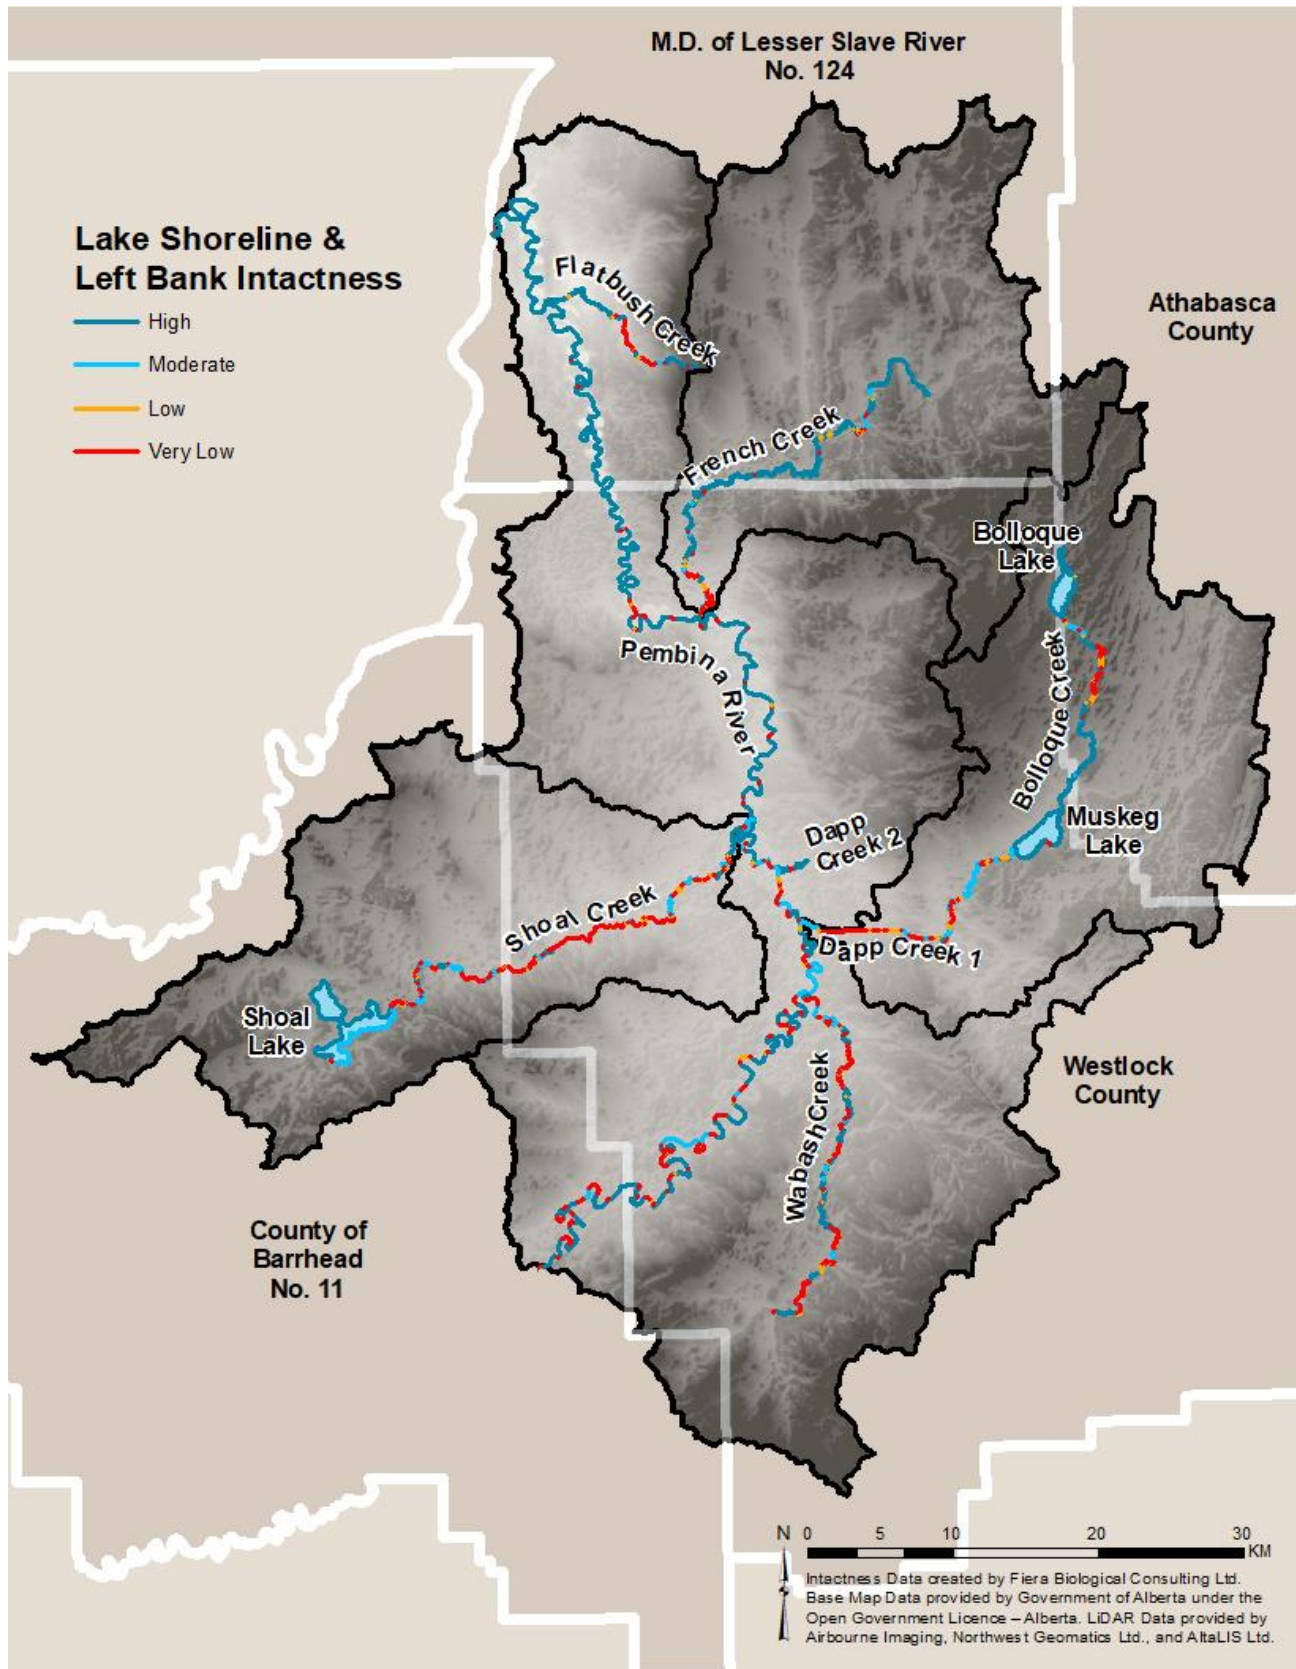 M.D. of Lesser Slave River
No. 124
Lake Shoreline &
Left Bank Intactness
High
Moderate
Low
Very Low
Flatbush Creek
Athabasca
County
French Creek
Bolloque
Lake
Pembina River
Bolloque Creek
Muskeg
Lake
Dapp
Creek 2
Shoal Creek
Dapp Creek 1
Shoal
Lake
Westlock
County
Wabash Creek
County of
Barrhead
No. 11
N 0 5 10 20 30
KM
Intactness Data created by Fiera Biological Consulting Ltd.
Base Map Data provided by Government of Alberta under the
Open Government Licence – Alberta. LiDAR Data provided by
Airbourne Imaging, Northwest Geomatics Ltd., and AltaLIS Ltd.